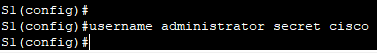 S1(config)#
S1(config)#username administrator secret cisco
S1(config)#